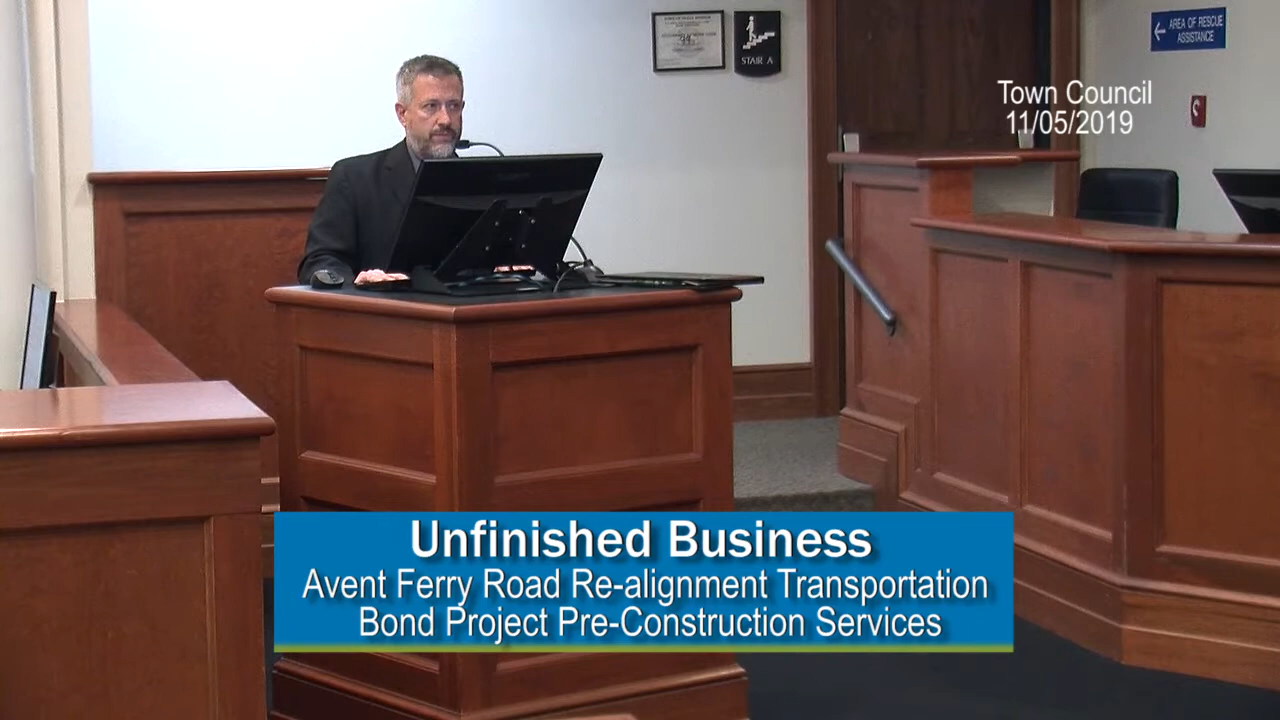 STAIR A
AREA OF RESCUE
ASSISTANCE
Town Council
11/05/2019
Unfinished Business
Avent Ferry Road Re-alignment Transportation
Bond Project Pre-Construction Services